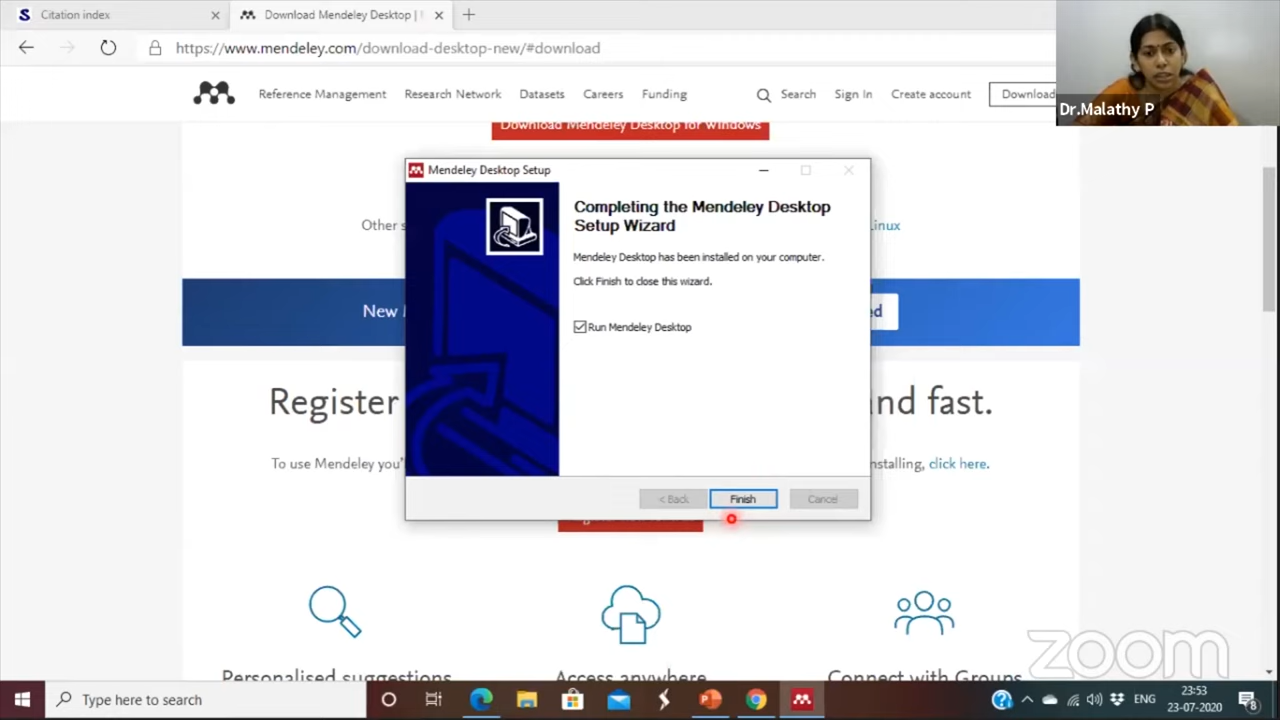 Citation index
Download Mendeley Desktop |
https://www.mendeley.com/download-desktop-new/#download
Dr.Malathy P
Reference Management
Research Network
Datasets
Careers
Funding
Search
Sign In
Create account
Download
Download Mendeley Desktop for Windows
Mendeley Desktop Setup
Completing the Mendeley Desktop
Setup Wizard
Mendeley Desktop has been installed on your computer.
Click Finish to close this wizard.
Run Mendeley Desktop
< Back
Finish
Cancel
Other
Linux
New
Register
and fast.
To use Mendeley you'
installing, click here.
Personalised suggestions
Access anywhere
Connect with Groups
zoom
Type here to search
ENG
23:53
23-07-2020
8